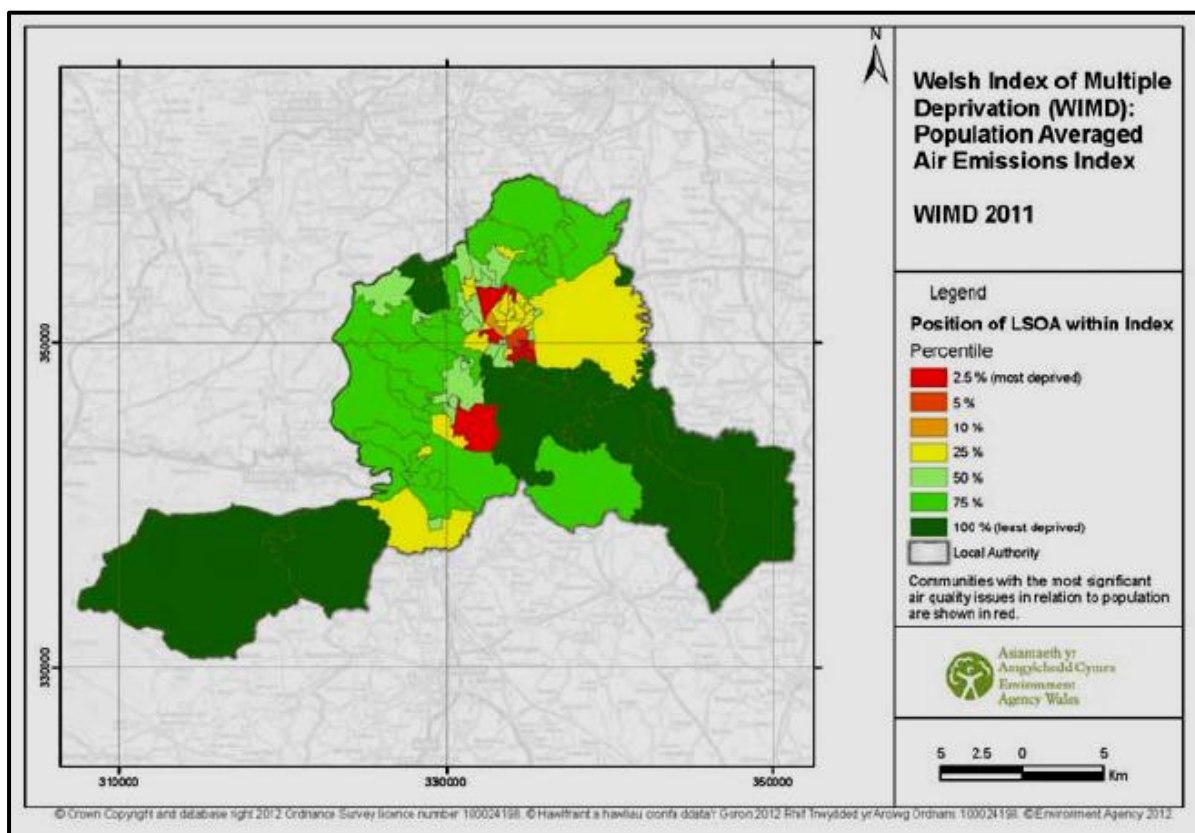 N
Welsh Index of Multiple
Deprivation (WIMD):
Population Averaged
Air Emissions Index
WIMD 2011
Legend
Position of LSOA within Index
Percentile
2.5 % (most deprived)
5 %
10 %
25 %
50 %
75 %
100 % (least deprived)
Local Authority
Communities with the most significant
air quality issues in relation to population
are shown in red.
Asiantaeth yr
Amgylchedd Cymru
Environment
Agency Wales
5 2.5 0 5
Km
350000
330000
310000 330000 350000
© Crown Copyright and database right 2012 Ordnance Survey licence number 100024198. © Hawlfraint a hawliau cronfa ddata'r Goron 2012 Rhif Trwydded yr Arolwg Ordnans 100024198. © Environment Agency 2012